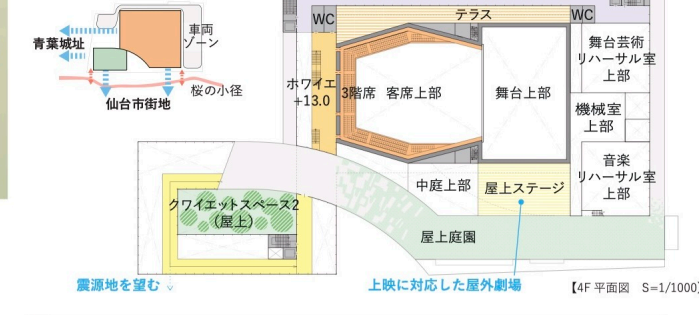 青葉城址
車両
ゾーン
桜の小径
仙台市街地
WC
テラス
WC
ホワイエ
+13.0
3階席
客席上部
舞台上部
舞台芸術
リハーサル室
上部
機械室
上部
音楽
リハーサル室
上部
中庭上部
屋上ステージ
クワイエットスペース2
(屋上)
屋上庭園
震源地を望む
上映に対応した屋外劇場
【4F 平面図 S=1/1000】